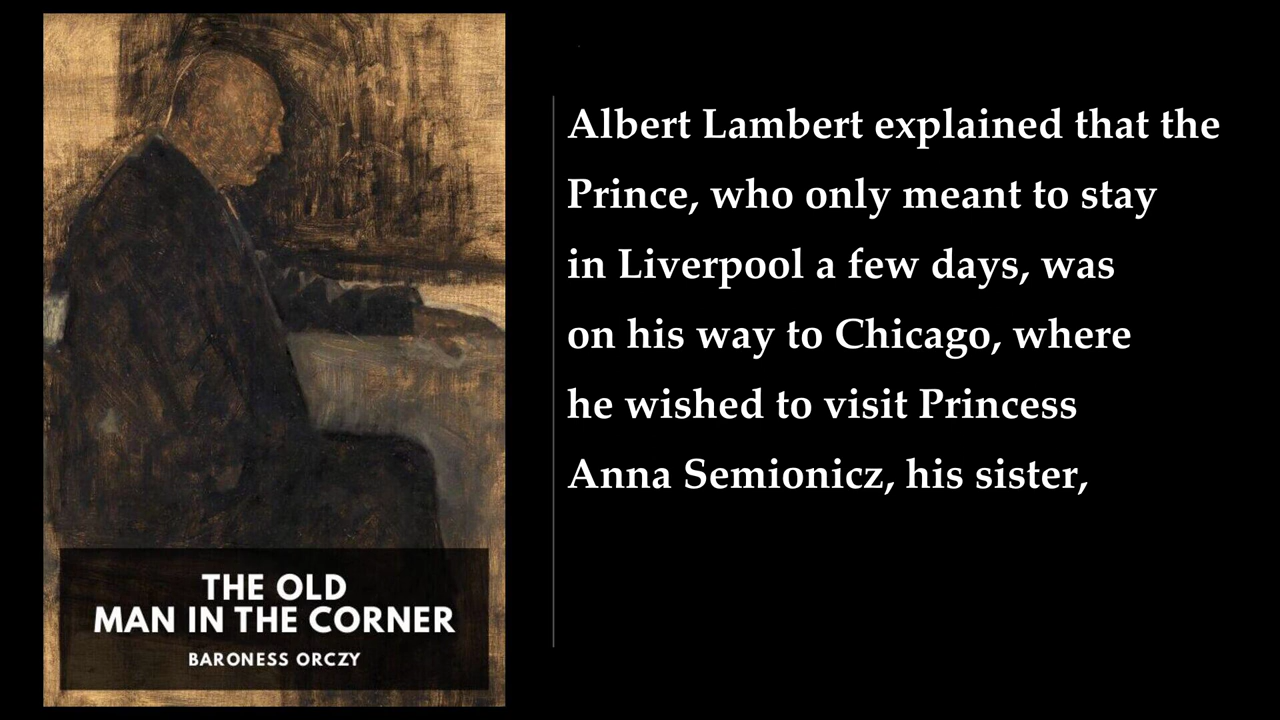 THE OLD
MAN IN THE CORNER
BARONESS ORCZY
Albert Lambert explained that the
Prince, who only meant to stay
in Liverpool a few days, was
on his way to Chicago, where
he wished to visit Princess
Anna Semionicz, his sister,